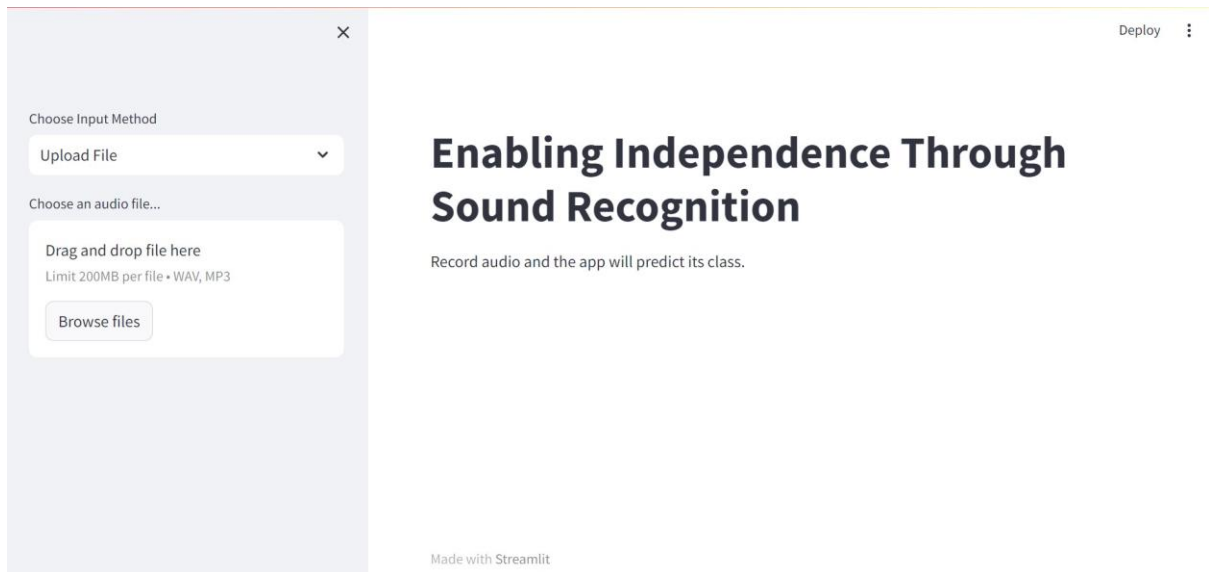 Deploy
Choose Input Method
Upload File
Choose an audio file...
Drag and drop file here
Limit 200MB per file • WAV, MP3
Browse files
Enabling Independence Through
Sound Recognition
Record audio and the app will predict its class.
Made with Streamlit